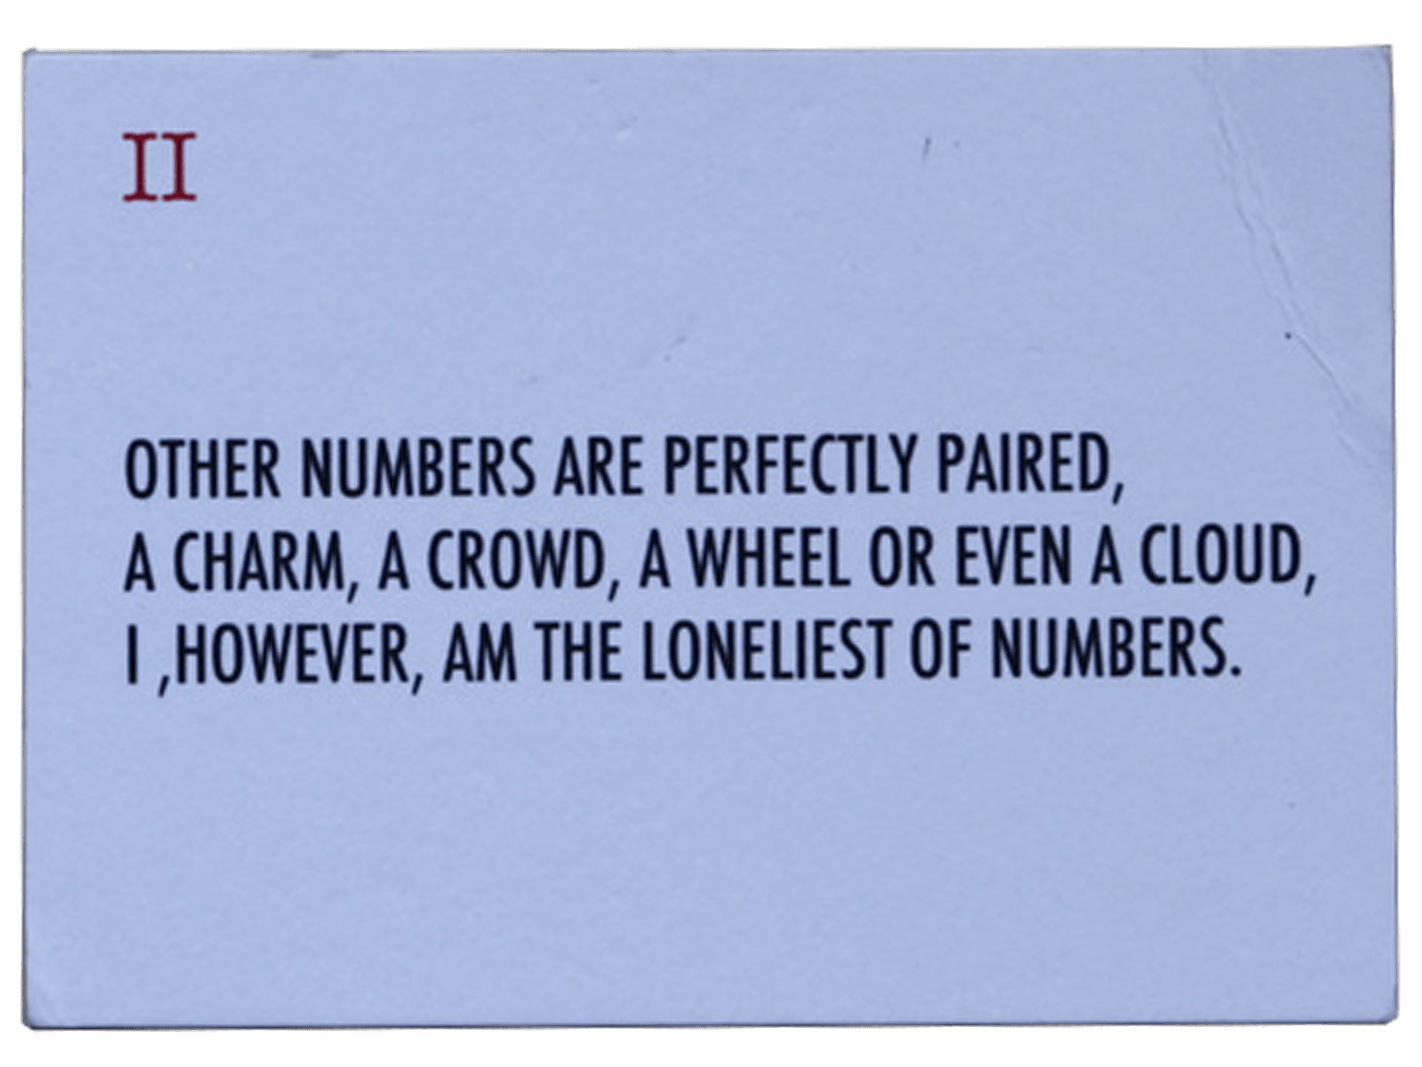 II
OTHER NUMBERS ARE PERFECTLY PAIRED,
A CHARM, A CROWD, A WHEEL OR EVEN A CLOUD,
I ,HOWEVER, AM THE LONELIEST OF NUMBERS.